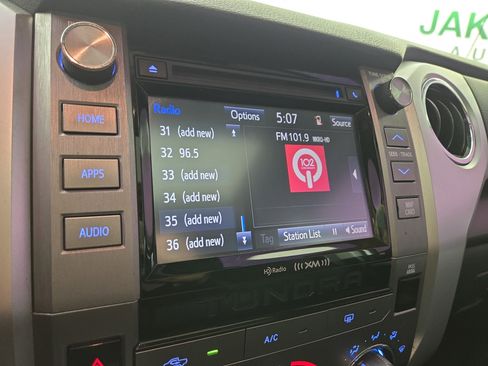 JAK
A U
HOME
APPS
AUDIO
Radio
Options
5:07
Source
31 (add new)
32 96.5
33 (add new)
34 (add new)
35 (add new)
36 (add new)
FM 101.9
102
Tag
Station List
Sound
SEEK / TRACK
HD Radio
((XM))
TUNDRA
A/C